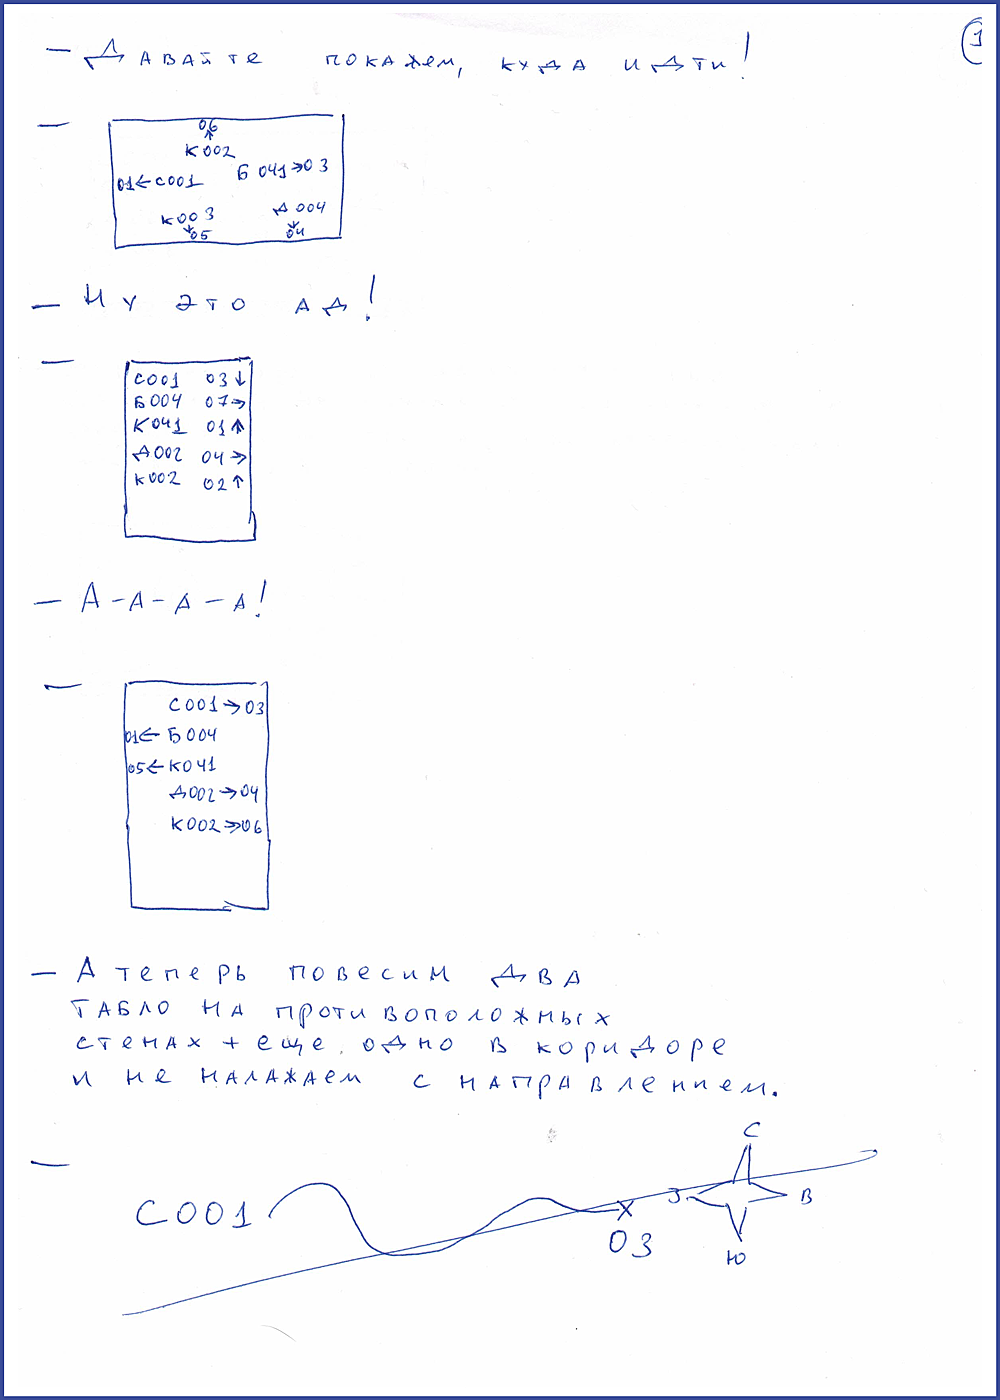 1
— Давайте покажем, куда идти!
—
06
↑
К002
Б 041→03
01←С001
К003
Д004
↓05
↓04
— Ну это ад!
—
С001 03↓
Б004 07→
К041 01↑
Д002 04→
К002 02↑
— А-а-а-а!
—
С001→03
01←Б004
05←К041
Д002→04
К002→06
— А теперь повесим два
табло на противоположных
стенах + еще одно в коридоре
и не налажаем с направлением.
—
С
С001
З
В
03
Ю